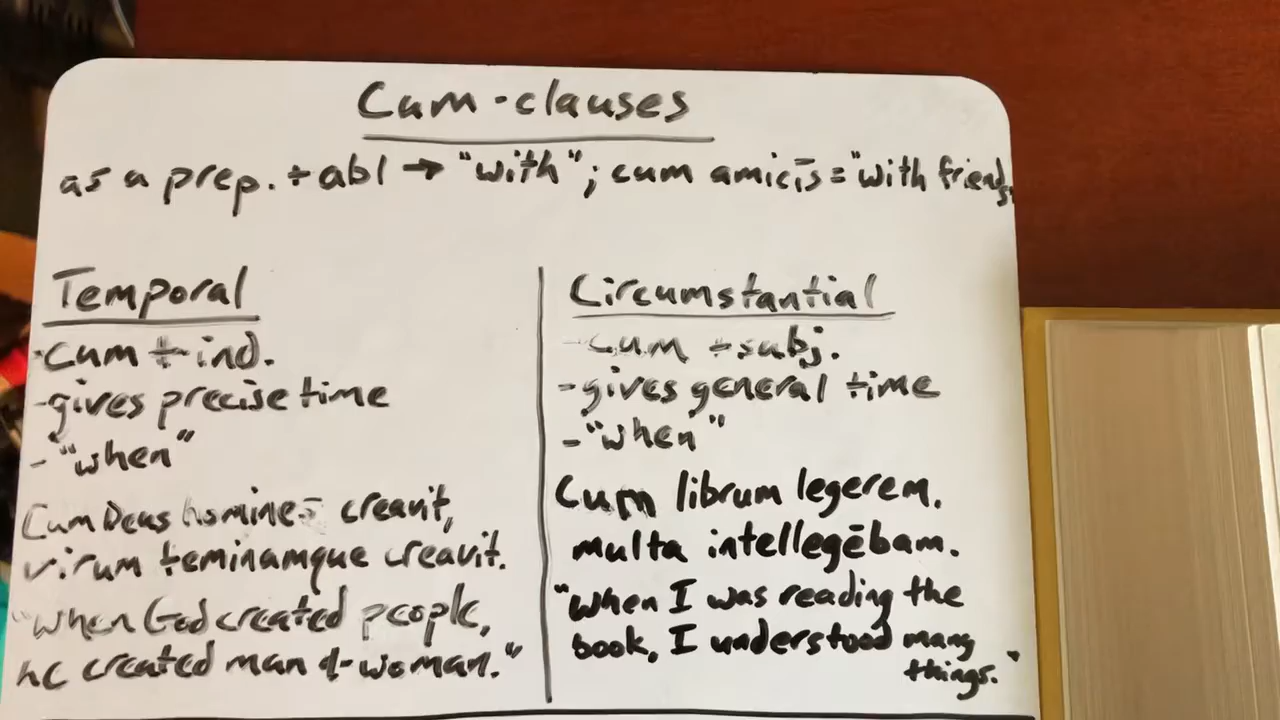 Cum-clauses
as a prep. + abl → "with"; cum amicīs = "with friends
Temporal
- cum + ind.
- gives precise time
- "when"
Cum Deus hominēs creavit,
virum feminamque creavit.
"when God created people,
he created man & woman."
Circumstantial
- cum + subj.
- gives general time
- "when"
Cum librum legerem,
multa intellegēbam.
"when I was reading the
book, I understood many
things."